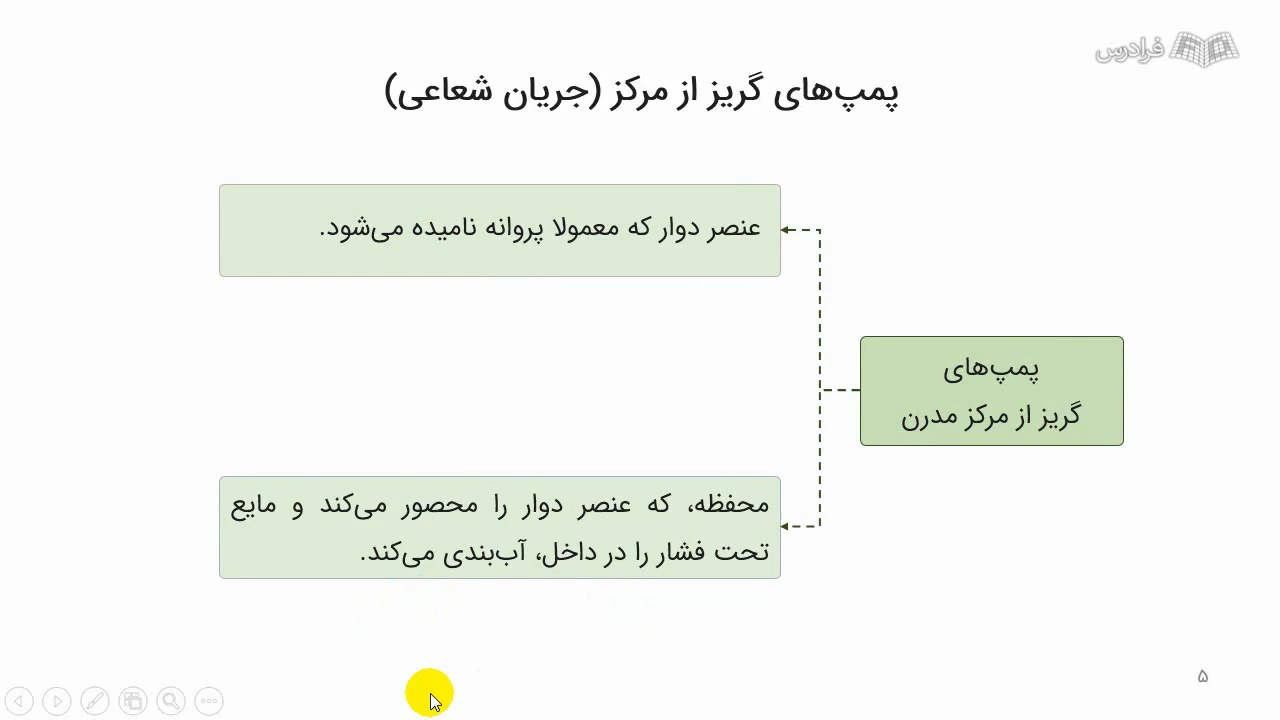 فرادرس
پمپ‌های گریز از مرکز (جریان شعاعی)
عنصر دوار که معمولا پروانه نامیده می‌شود.
پمپ‌های
گریز از مرکز مدرن
محفظه، که عنصر دوار را محصور می‌کند و مایع
تحت فشار را در داخل، آب‌بندی می‌کند.
۵